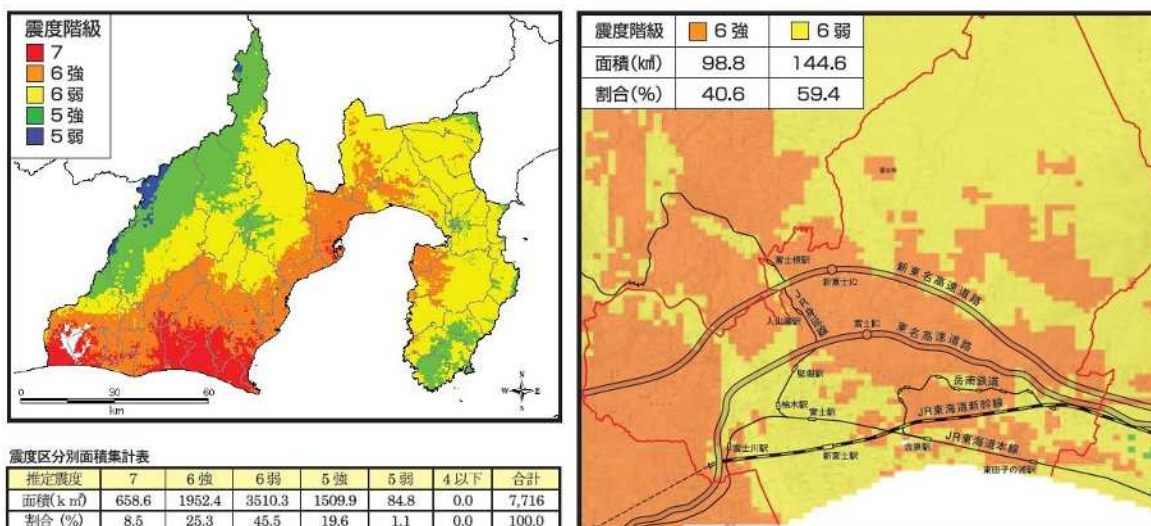 震度階級
7
6 強
6 弱
5 強
5 弱
N
W E
S
0 30 60
km
震度区分別面積集計表
推定震度 7 6 強 6 弱 5 強 5 弱 4 以下 合計
面積(ｋ㎡) 658.6 1952.4 3510.3 1509.9 84.8 0.0 7,716
割合 (%) 8.5 25.3 45.5 19.6 1.1 0.0 100.0
震度階級 6 強 6 弱
面積(㎢) 98.8 144.6
割合(%) 40.6 59.4
富士根駅
新富士IC
新東名高速道路
入山瀬駅
JR身延線
富士IC
東名高速道路
竪堀駅
岳南鉄道
柚木駅
富士駅
JR東海道新幹線
富士川駅
新富士駅
吉原駅
JR東海道本線
東田子の浦駅